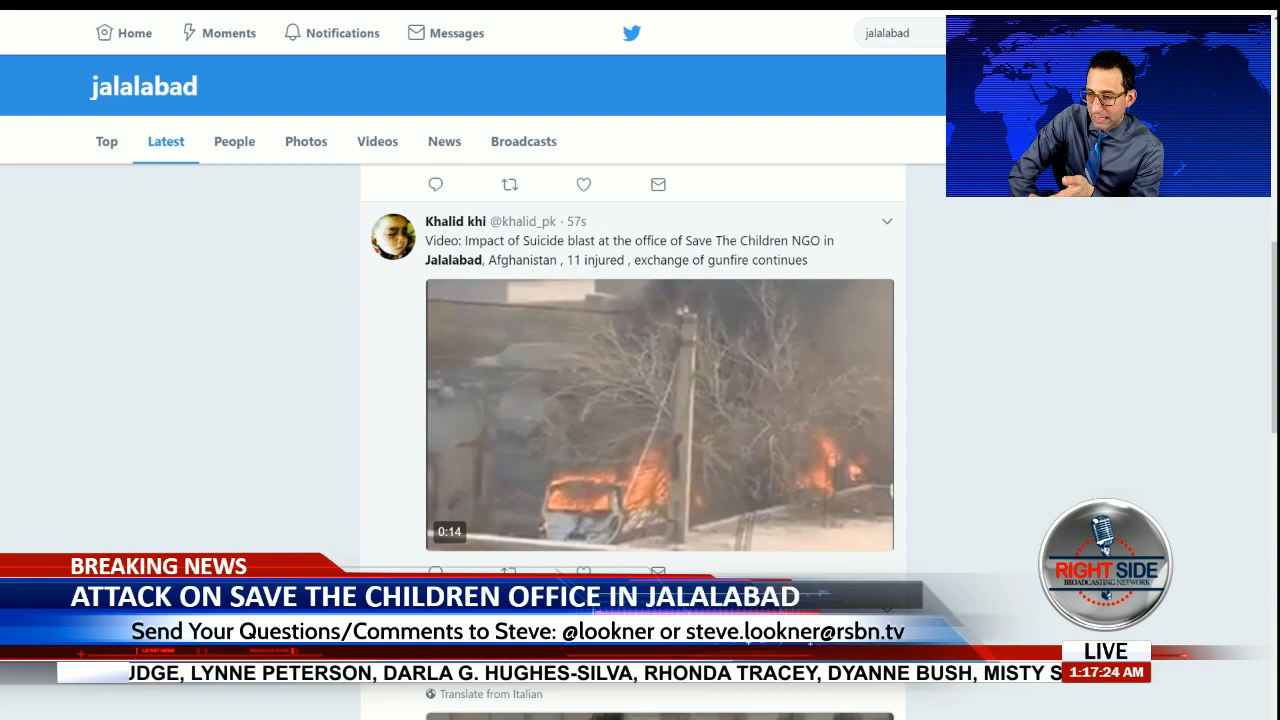 Home
Moments
Notifications
Messages
jalalabad
jalalabad
Top
Latest
People
Photos
Videos
News
Broadcasts
Khalid khi @khalid_pk · 57s
Video: Impact of Suicide blast at the office of Save The Children NGO in
Jalalabad, Afghanistan , 11 injured , exchange of gunfire continues
0:14
BREAKING NEWS
ATTACK ON SAVE THE CHILDREN OFFICE IN JALALABAD
Send Your Questions/Comments to Steve: @lookner or steve.lookner@rsbn.tv
RIGHT SIDE
BROADCASTING NETWORK
LIVE
1:17:24 AM
LATEST NEWS
BREAKING NEWS
JDGE, LYNNE PETERSON, DARLA G. HUGHES-SILVA, RHONDA TRACEY, DYANNE BUSH, MISTY S
Translate from Italian